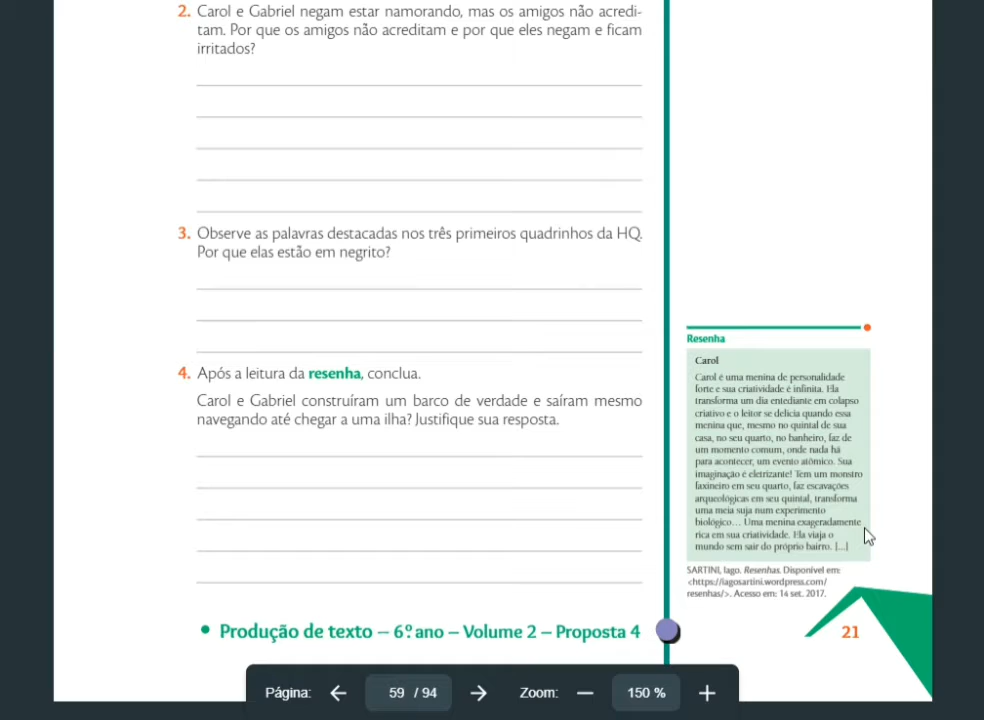 2. Carol e Gabriel negam estar namorando, mas os amigos não acredi-
tam. Por que os amigos não acreditam e por que eles negam e ficam
irritados?
3. Observe as palavras destacadas nos três primeiros quadrinhos da HQ.
Por que elas estão em negrito?
4. Após a leitura da resenha, conclua.
Carol e Gabriel construíram um barco de verdade e saíram mesmo
navegando até chegar a uma ilha? Justifique sua resposta.
Resenha
Carol
Carol é uma menina de personalidade
forte e sua criatividade é infinita. Ela
transforma um dia entediante em colapso
criativo e o leitor se delicia quando essa
menina que, mesmo no quintal de sua
casa, no seu quarto, no banheiro, faz de
um momento comum, onde nada há
para acontecer, um evento atômico. Sua
imaginação é eletrizante! Tem um monstro
faxineiro em seu quarto, faz escavações
arqueológicas em seu quintal, transforma
uma meia suja num experimento
biológico... Uma menina exageradamente
rica em sua criatividade. Ela viaja o
mundo sem sair do próprio bairro. [...]
SARTINI, Iago. Resenhas. Disponível em:
<https://iagosartini.wordpress.com/
resenhas/>. Acesso em: 14 set. 2017.
• Produção de texto – 6º ano – Volume 2 – Proposta 4
21
Página: 59 / 94 Zoom: 150 %